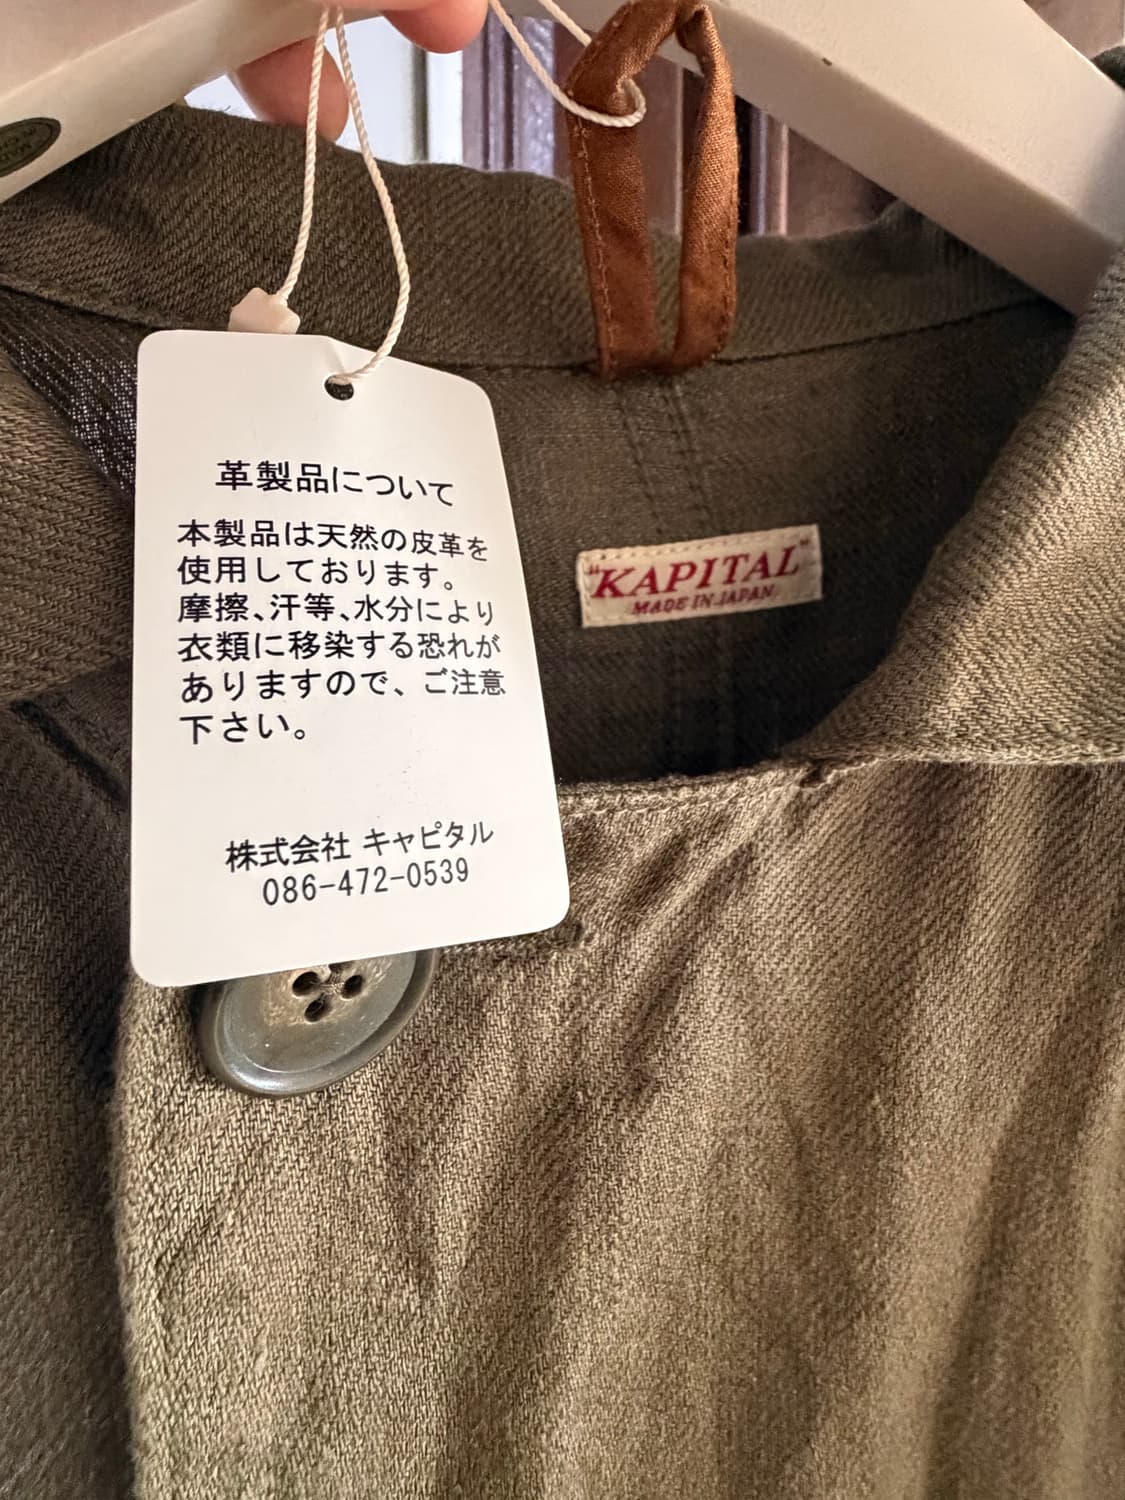 革製品について
本製品は天然の皮革を
使用しております。
摩擦、汗等、水分により
衣類に移染する恐れが
ありますので、ご注意
下さい。
株式会社 キャピタル
086-472-0539
"KAPITAL"
MADE IN JAPAN